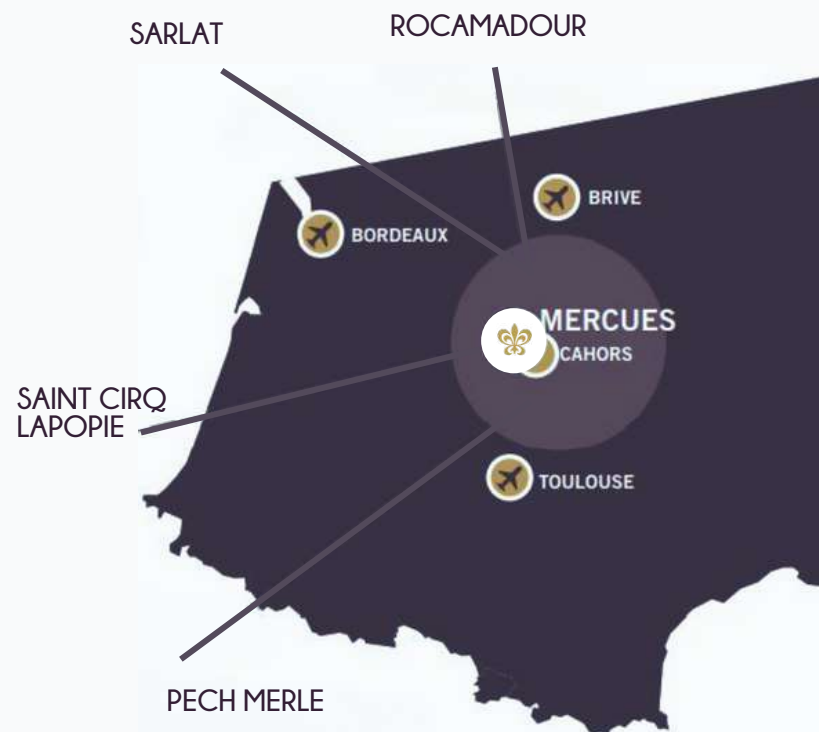 SARLAT
ROCAMADOUR
BRIVE
BORDEAUX
MERCUES
CAHORS
SAINT CIRQ
LAPOPIE
TOULOUSE
PECH MERLE